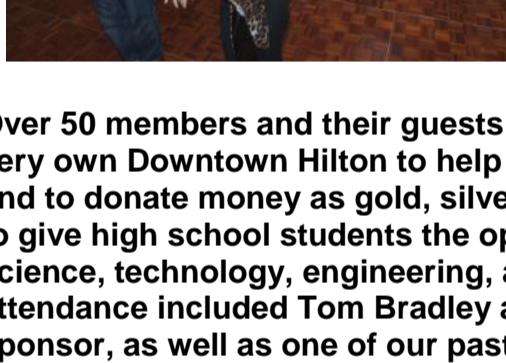 Over 50 members and their guests
ery own Downtown Hilton to help
nd to donate money as gold, silve
o give high school students the op
cience, technology, engineering, a
ttendance included Tom Bradley a
ponsor, as well as one of our past